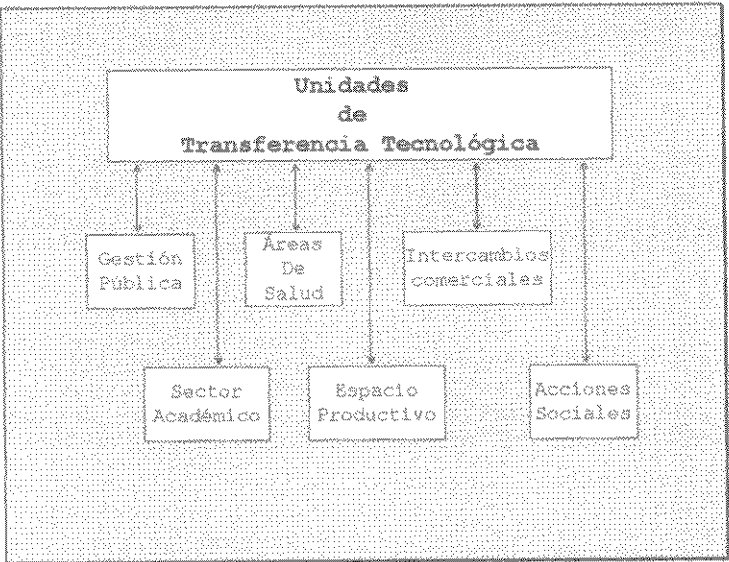 Unidades
de
Transferencia Tecnológica
Gestión
Pública
Áreas
De
Salud
Intercambios
comerciales
Sector
Académico
Espacio
Productivo
Acciones
Sociales